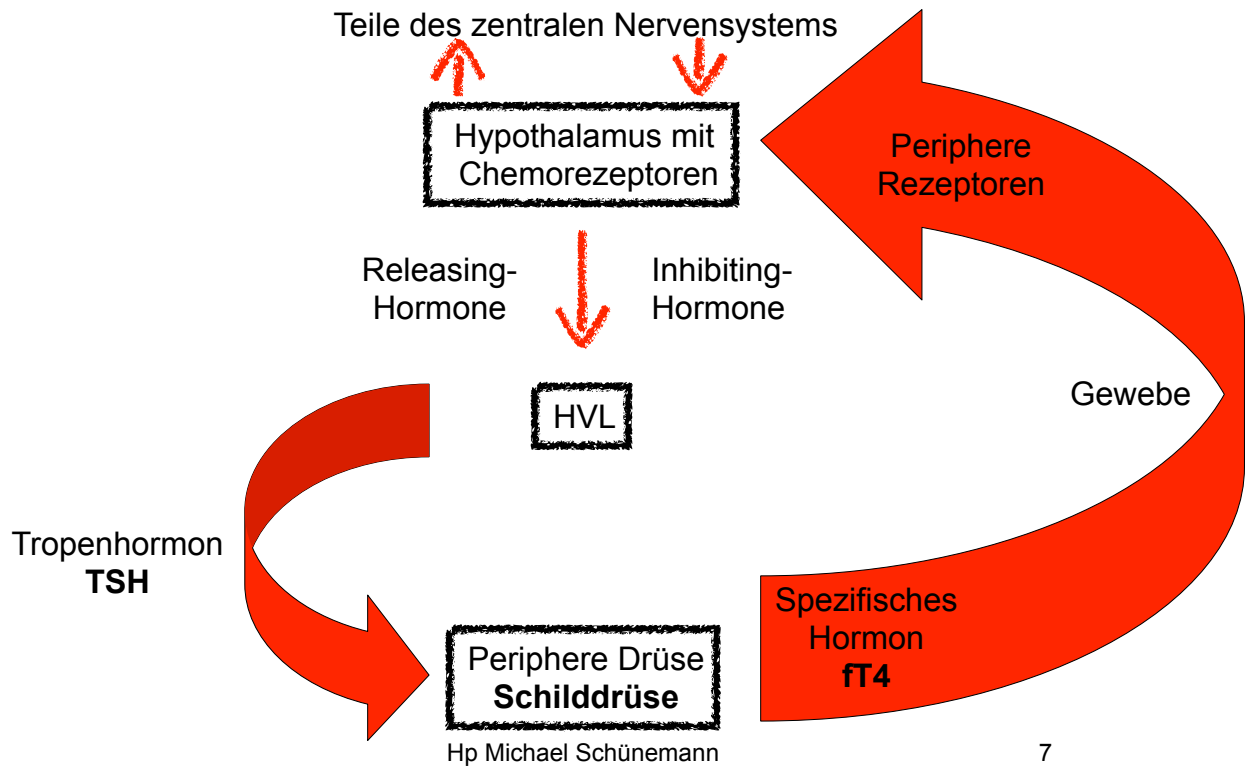 Teile des zentralen Nervensystems
Hypothalamus mit
Chemorezeptoren
Periphere
Rezeptoren
Releasing-
Hormone
Inhibiting-
Hormone
HVL
Gewebe
Tropenhormon
TSH
Periphere Drüse
Schilddrüse
Spezifisches
Hormon
fT4
Hp Michael Schünemann
7